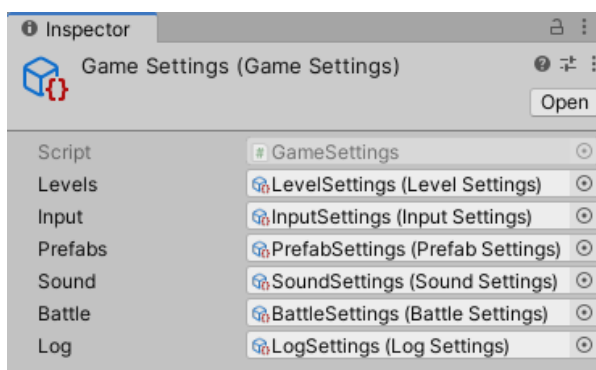 Inspector
Game Settings (Game Settings)
Open
Script # GameSettings
Levels LevelSettings (Level Settings)
Input InputSettings (Input Settings)
Prefabs PrefabSettings (Prefab Settings)
Sound SoundSettings (Sound Settings)
Battle BattleSettings (Battle Settings)
Log LogSettings (Log Settings)